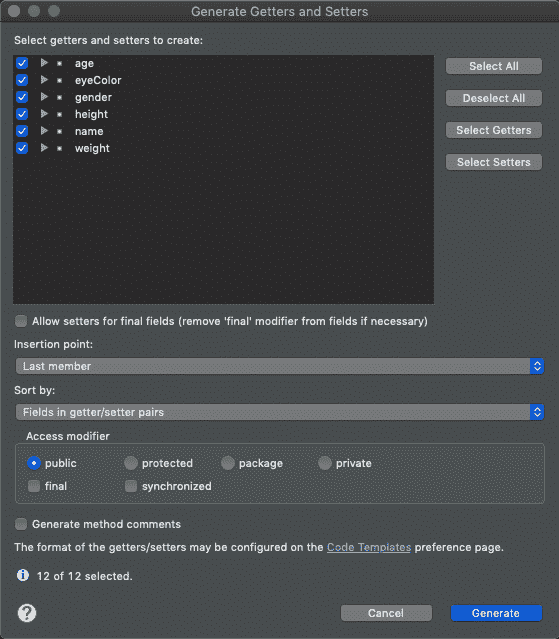 Generate Getters and Setters
Select getters and setters to create:
age
eyeColor
gender
height
name
weight
Select All
Deselect All
Select Getters
Select Setters
Allow setters for final fields (remove 'final' modifier from fields if necessary)
Insertion point:
Last member
Sort by:
Fields in getter/setter pairs
Access modifier
public protected package private
final synchronized
Generate method comments
The format of the getters/setters may be configured on the Code Templates preference page.
i 12 of 12 selected.
? Cancel Generate